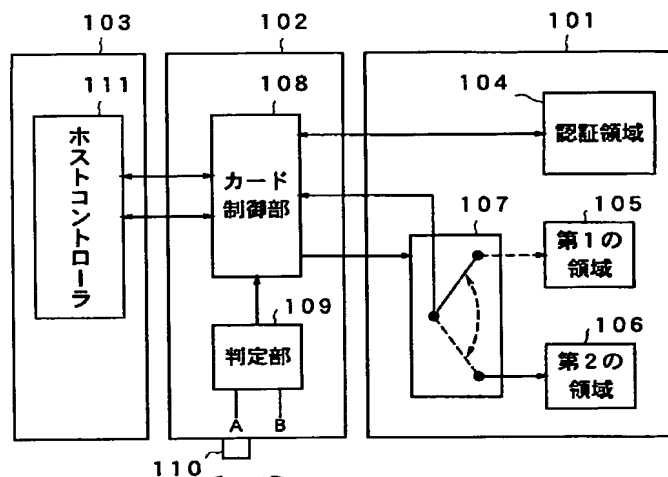 103
102
101
111
108
104
ホストコントローラ
カード
制御部
認証領域
107
105
第1の
領域
109
判定部
106
第2の
領域
A B
110